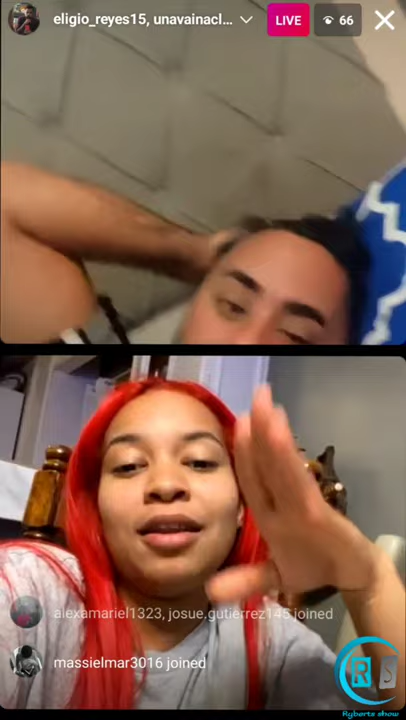 eligio_reyes15, unavainacl...
LIVE
66
alexamariel1323, josue.gutierrez145 joined
massielmar3016 joined
R S
Ryberts show